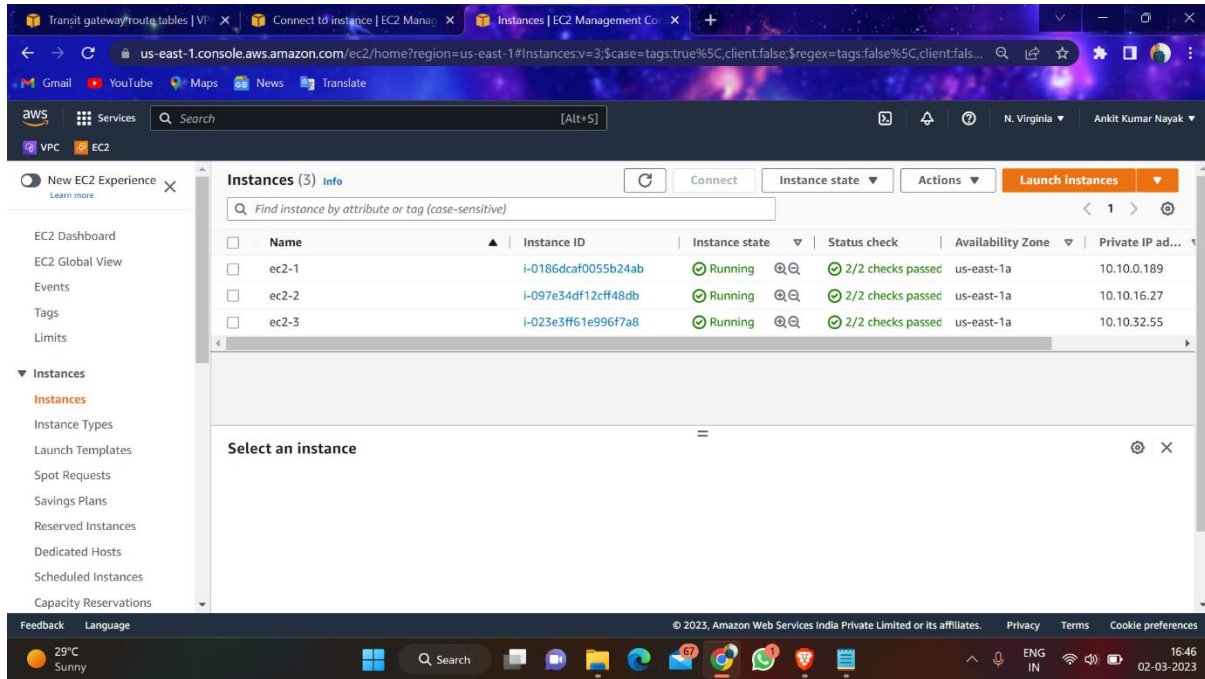 Transit gateway route tables | VP
Connect to instance | EC2 Manag
Instances | EC2 Management Con
us-east-1.console.aws.amazon.com/ec2/home?region=us-east-1#Instances:v=3;$case=tags:true%5C,client:false;$regex=tags:false%5C,client:fals...
Gmail YouTube Maps News Translate
aws Services Search [Alt+S] N. Virginia ▼ Ankit Kumar Nayak ▼
VPC EC2
New EC2 Experience
Learn more
EC2 Dashboard
EC2 Global View
Events
Tags
Limits
▼ Instances
Instances
Instance Types
Launch Templates
Spot Requests
Savings Plans
Reserved Instances
Dedicated Hosts
Scheduled Instances
Capacity Reservations
Instances (3) Info Connect Instance state ▼ Actions ▼ Launch instances ▼
Find instance by attribute or tag (case-sensitive) < 1 >
Name ▲ Instance ID Instance state Status check Availability Zone Private IP ad...
ec2-1 i-0186dcaf0055b24ab Running 2/2 checks passed us-east-1a 10.10.0.189
ec2-2 i-097e34df12cff48db Running 2/2 checks passed us-east-1a 10.10.16.27
ec2-3 i-023e3ff61e996f7a8 Running 2/2 checks passed us-east-1a 10.10.32.55
Select an instance
Feedback Language © 2023, Amazon Web Services India Private Limited or its affiliates. Privacy Terms Cookie preferences
29°C
Sunny
Search
67
1
ENG
IN
16:46
02-03-2023